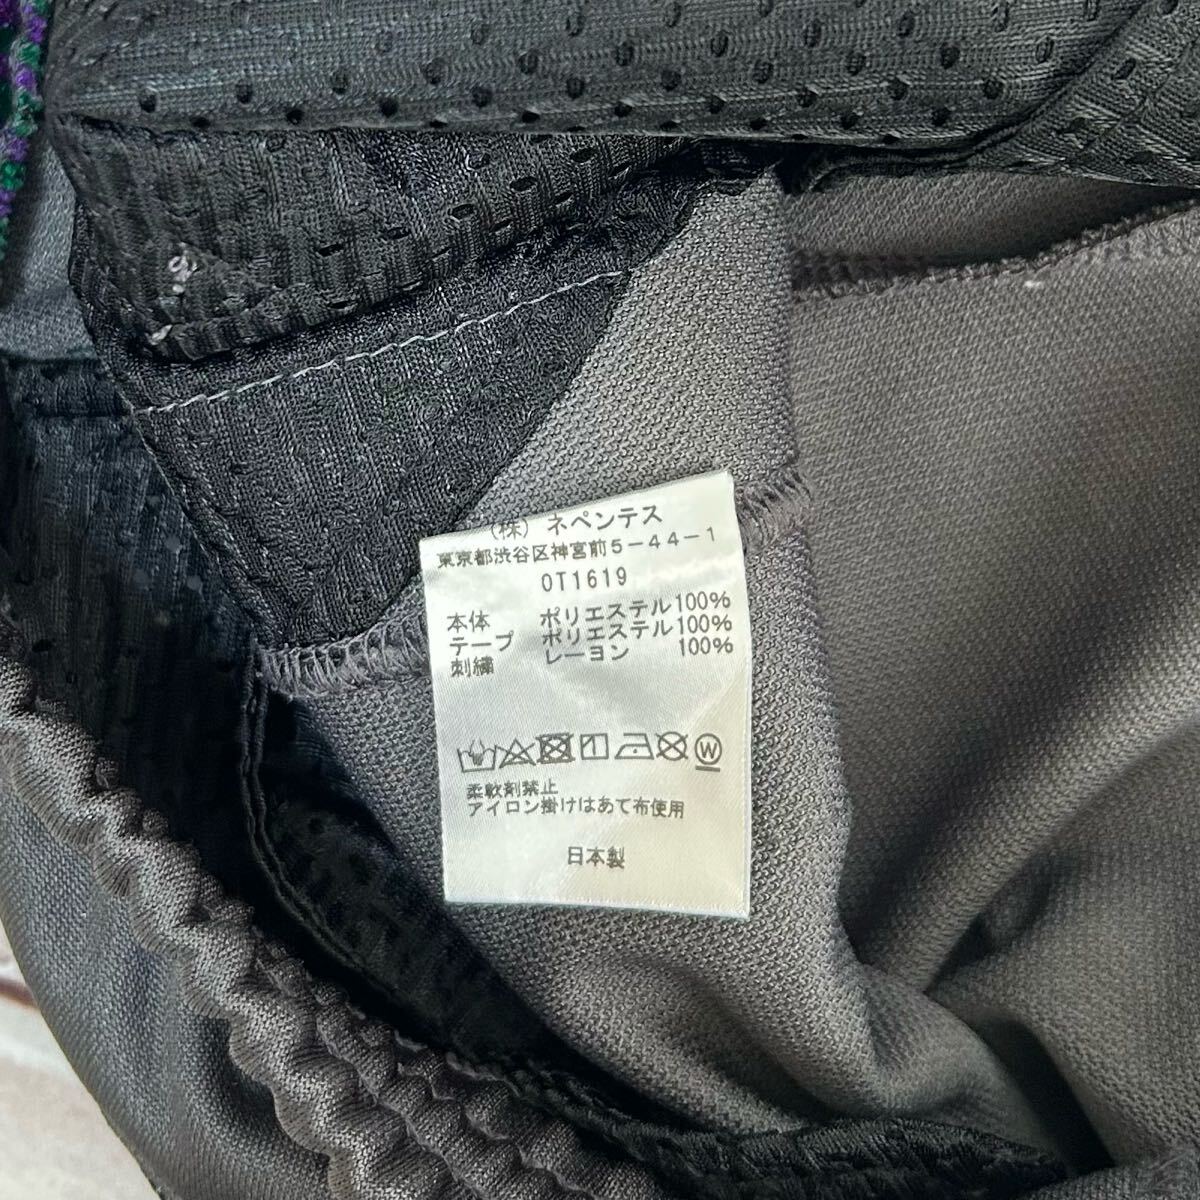 (株) ネペンテス
東京都渋谷区神宮前5-44-1
OT1619
本体 ポリエステル100%
テープ ポリエステル100%
刺繍 レーヨン 100%
W
柔軟剤禁止
アイロン掛けはあて布使用
日本製